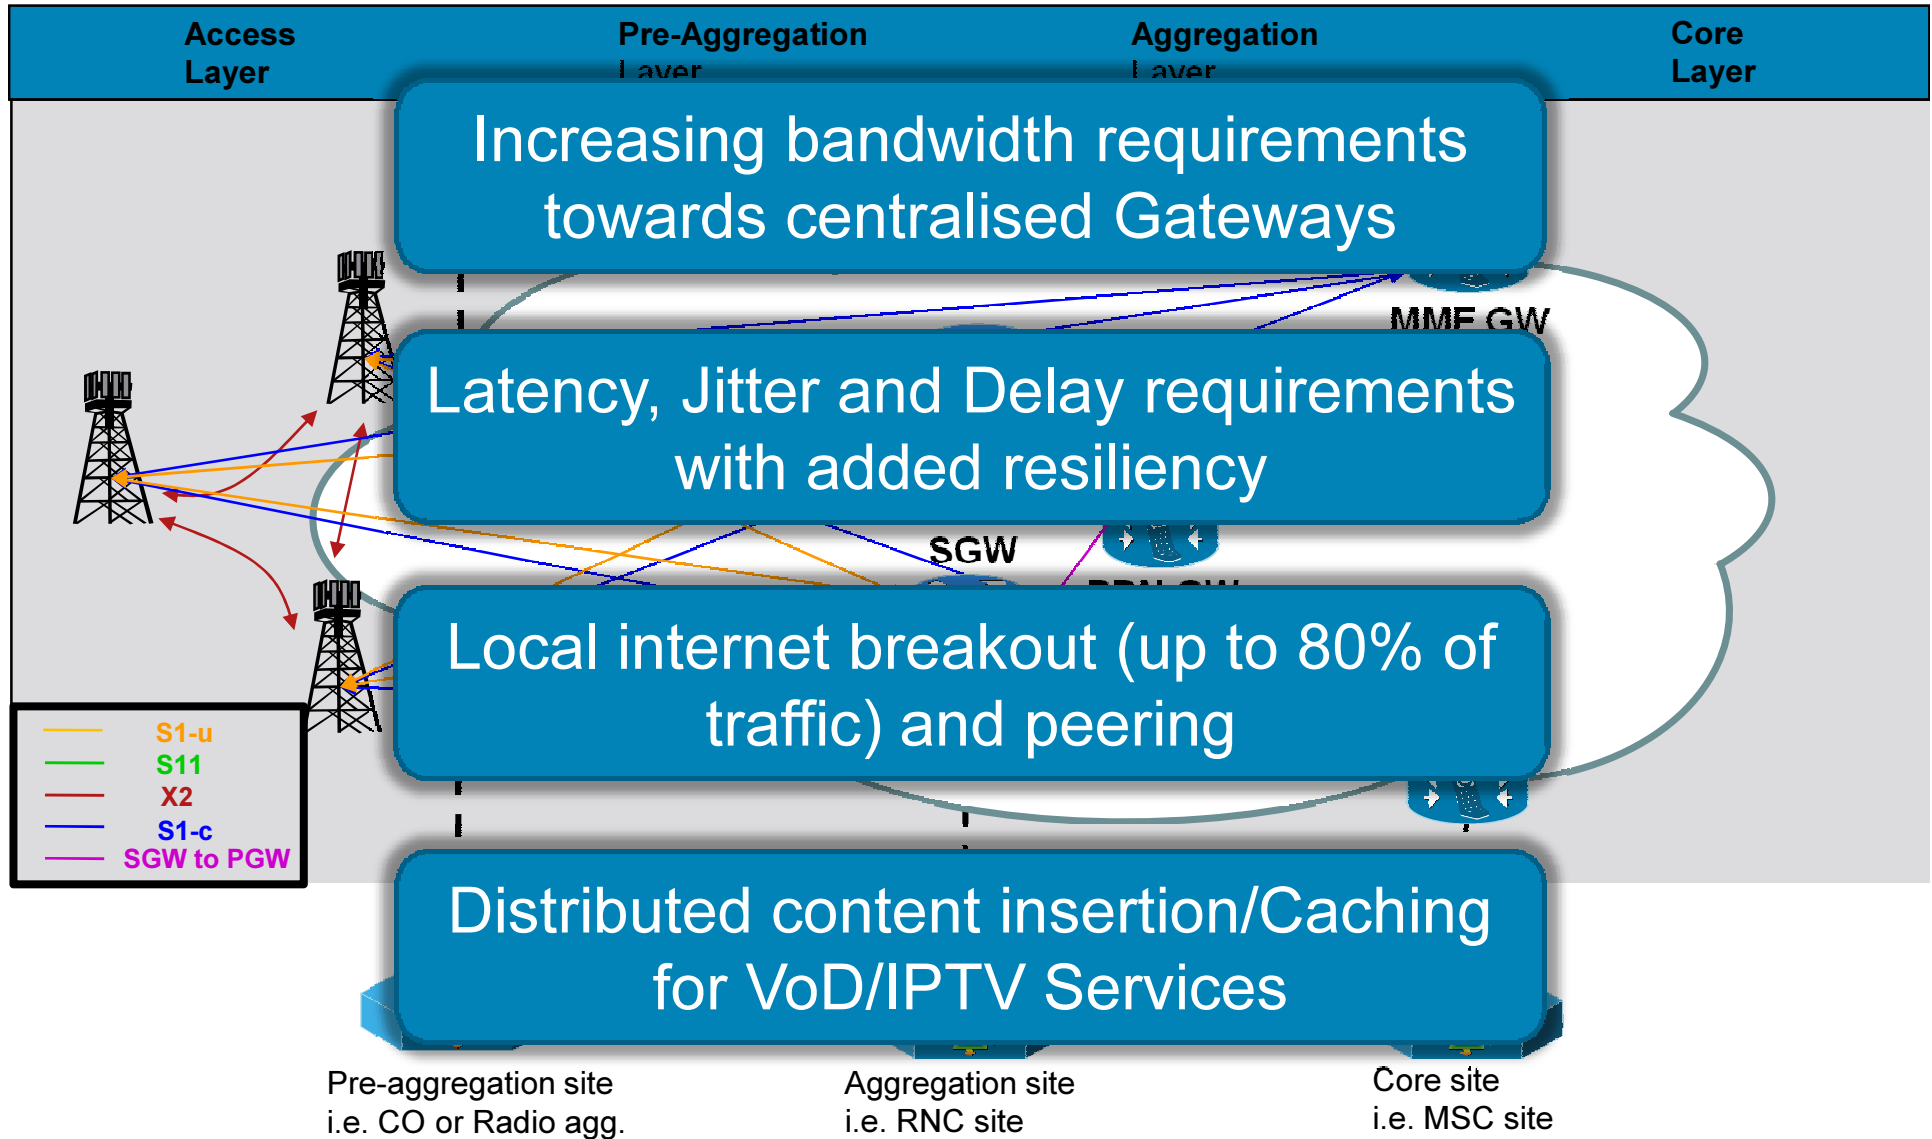 Access
Layer
Pre-Aggregation
Layer
Aggregation
Layer
Core
Layer
Increasing bandwidth requirements
towards centralised Gateways
MME GW
Latency, Jitter and Delay requirements
with added resiliency
SGW
Local internet breakout (up to 80% of
traffic) and peering
S1-u
S11
X2
S1-c
SGW to PGW
Distributed content insertion/Caching
for VoD/IPTV Services
Pre-aggregation site
i.e. CO or Radio agg.
Aggregation site
i.e. RNC site
Core site
i.e. MSC site